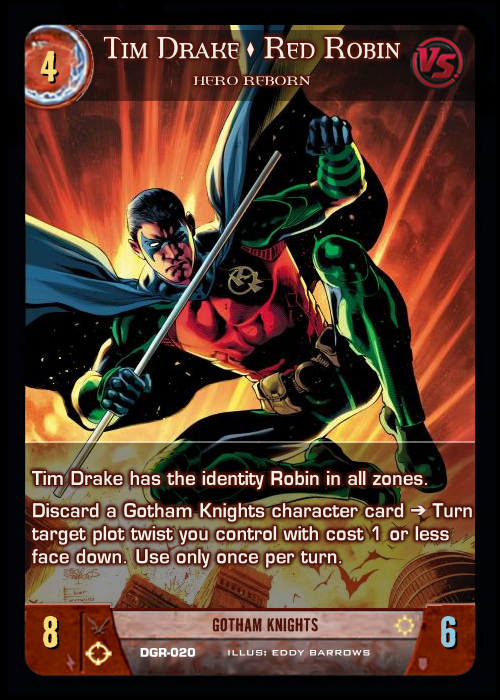 4
TIM DRAKE ♦ RED ROBIN
VS.
HERO REBORN
Tim Drake has the identity Robin in all zones.
Discard a Gotham Knights character card ➔ Turn
target plot twist you control with cost 1 or less
face down. Use only once per turn.
8
GOTHAM KNIGHTS
6
DGR-020
ILLUS: EDDY BARROWS